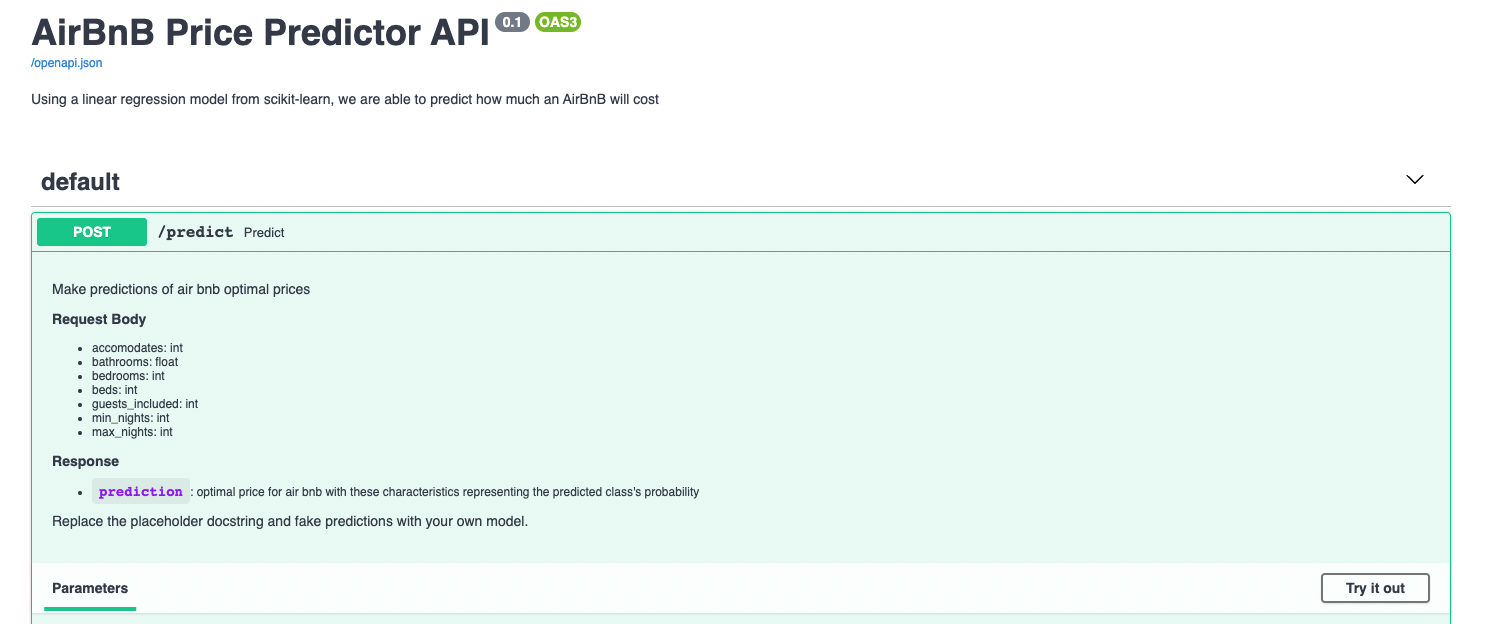 AirBnB Price Predictor API 0.1 OAS3
/openapi.json
Using a linear regression model from scikit-learn, we are able to predict how much an AirBnB will cost
default
POST /predict Predict
Make predictions of air bnb optimal prices
Request Body
• accomodates: int
• bathrooms: float
• bedrooms: int
• beds: int
• guests_included: int
• min_nights: int
• max_nights: int
Response
• prediction : optimal price for air bnb with these characteristics representing the predicted class's probability
Replace the placeholder docstring and fake predictions with your own model.
Parameters Try it out